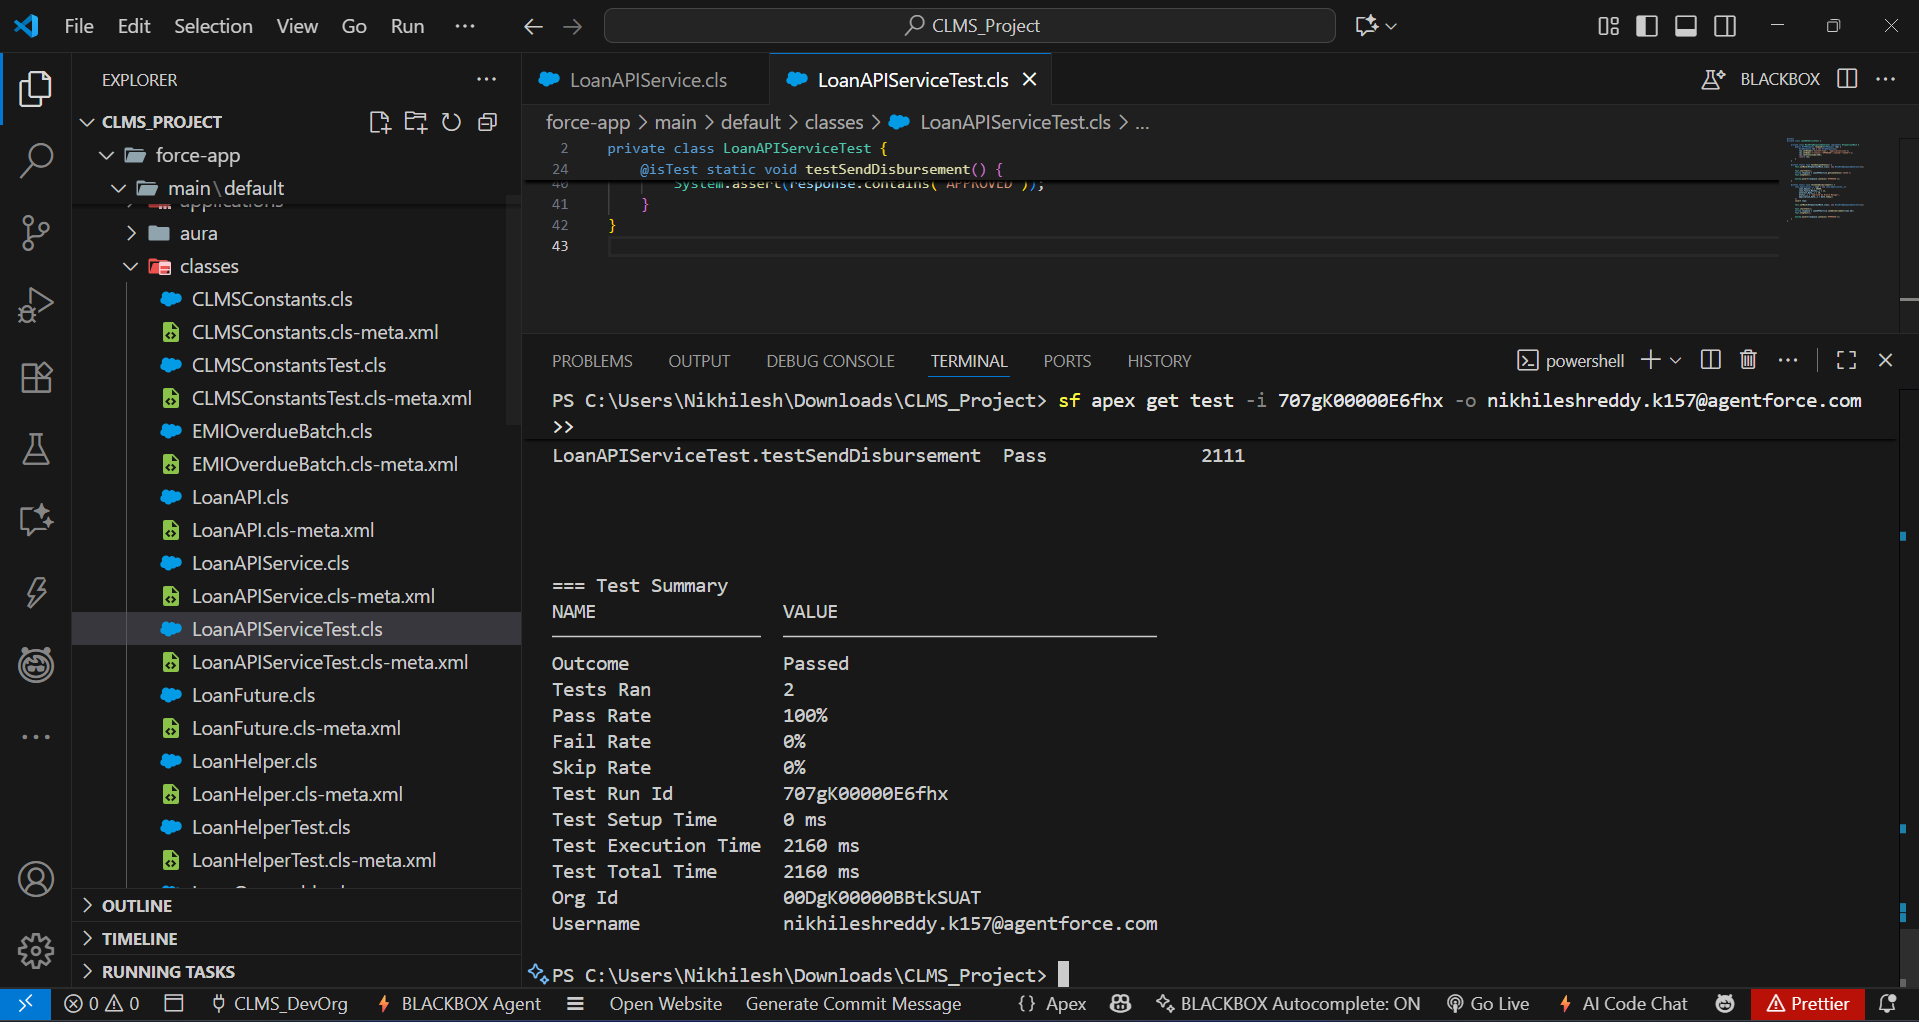 File Edit Selection View Go Run ...
CLMS_Project
EXPLORER
CLMS_PROJECT
force-app
main\default
applications
aura
classes
CLMSConstants.cls
CLMSConstants.cls-meta.xml
CLMSConstantsTest.cls
CLMSConstantsTest.cls-meta.xml
EMIOverdueBatch.cls
EMIOverdueBatch.cls-meta.xml
LoanAPI.cls
LoanAPI.cls-meta.xml
LoanAPIService.cls
LoanAPIService.cls-meta.xml
LoanAPIServiceTest.cls
LoanAPIServiceTest.cls-meta.xml
LoanFuture.cls
LoanFuture.cls-meta.xml
LoanHelper.cls
LoanHelper.cls-meta.xml
LoanHelperTest.cls
LoanHelperTest.cls-meta.xml
OUTLINE
TIMELINE
RUNNING TASKS
LoanAPIService.cls LoanAPIServiceTest.cls
BLACKBOX
force-app > main > default > classes > LoanAPIServiceTest.cls > ...
2 private class LoanAPIServiceTest {
24 @isTest static void testSendDisbursement() {
40 System.assert(response.contains('APPROVED'));
41 }
42 }
43
PROBLEMS OUTPUT DEBUG CONSOLE TERMINAL PORTS HISTORY
powershell
PS C:\Users\Nikhilesh\Downloads\CLMS_Project> sf apex get test -i 707gK00000E6fhx -o nikhileshreddy.k157@agentforce.com
>>
LoanAPIServiceTest.testSendDisbursement Pass 2111
=== Test Summary
NAME VALUE
Outcome Passed
Tests Ran 2
Pass Rate 100%
Fail Rate 0%
Skip Rate 0%
Test Run Id 707gK00000E6fhx
Test Setup Time 0 ms
Test Execution Time 2160 ms
Test Total Time 2160 ms
Org Id 00DgK00000BBtkSUAT
Username nikhileshreddy.k157@agentforce.com
PS C:\Users\Nikhilesh\Downloads\CLMS_Project>
0 0 CLMS_DevOrg BLACKBOX Agent Open Website Generate Commit Message {} Apex BLACKBOX Autocomplete: ON Go Live AI Code Chat Prettier